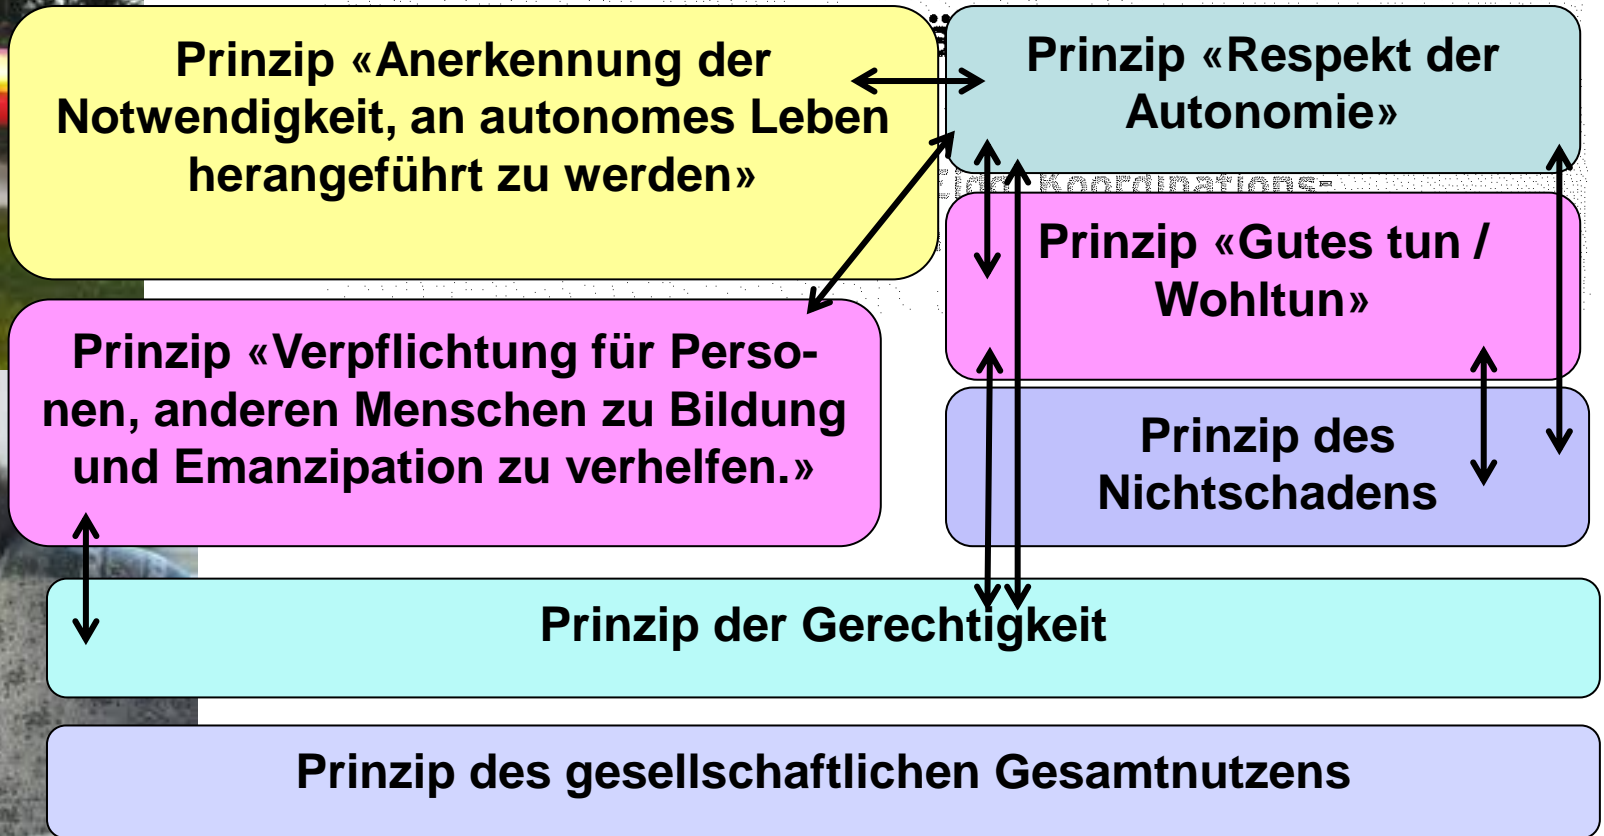 Prinzip «Anerkennung der
Notwendigkeit, an autonomes Leben
herangeführt zu werden»
Prinzip «Respekt der
Autonomie»
Koordinations-
Prinzip «Gutes tun /
Wohltun»
Prinzip «Verpflichtung für Perso-
nen, anderen Menschen zu Bildung
und Emanzipation zu verhelfen.»
Prinzip des
Nichtschadens
Prinzip der Gerechtigkeit
Prinzip des gesellschaftlichen Gesamtnutzens